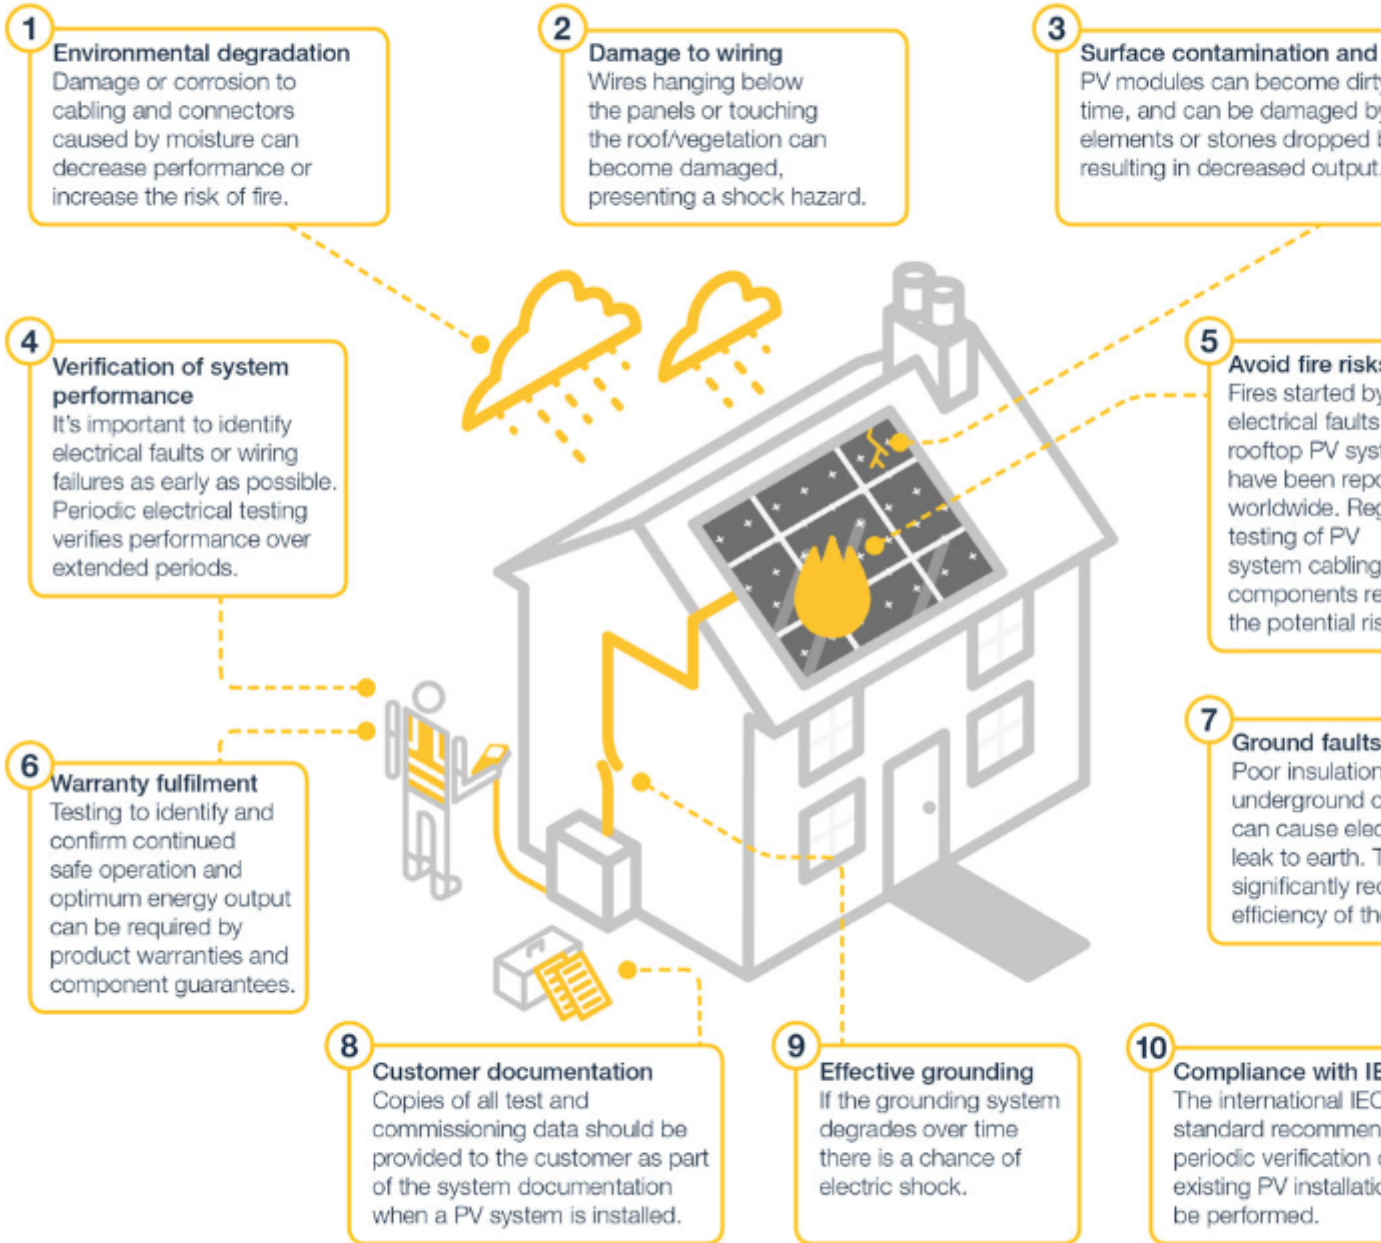 1
Environmental degradation
Damage or corrosion to
cabling and connectors
caused by moisture can
decrease performance or
increase the risk of fire.
2
Damage to wiring
Wires hanging below
the panels or touching
the roof/vegetation can
become damaged,
presenting a shock hazard.
3
Surface contamination and
PV modules can become dirty
time, and can be damaged by
elements or stones dropped
resulting in decreased output.
4
Verification of system
performance
It's important to identify
electrical faults or wiring
failures as early as possible.
Periodic electrical testing
verifies performance over
extended periods.
5
Avoid fire risks
Fires started by
electrical faults
rooftop PV
have been
worldwide.
testing of PV
system cabling
components
the potential
6
Warranty fulfilment
Testing to identify and
confirm continued
safe operation and
optimum energy output
can be required by
product warranties and
component guarantees.
7
Ground faults
Poor insulation
underground
can cause
leak to earth.
significantly
efficiency of
8
Customer documentation
Copies of all test and
commissioning data should be
provided to the customer as part
of the system documentation
when a PV system is installed.
9
Effective grounding
If the grounding system
degrades over time
there is a chance of
electric shock.
10
Compliance with
The international IEC
standard
periodic verification
existing PV
be performed.